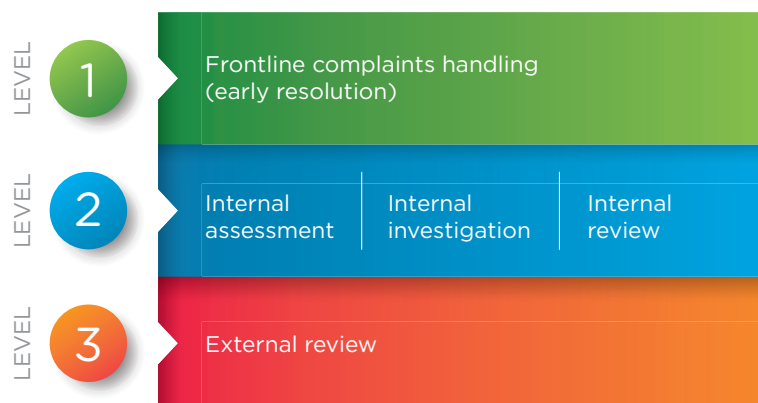 LEVEL
1
Frontline complaints handling
(early resolution)
LEVEL
2
Internal
assessment
Internal
investigation
Internal
review
LEVEL
3
External review